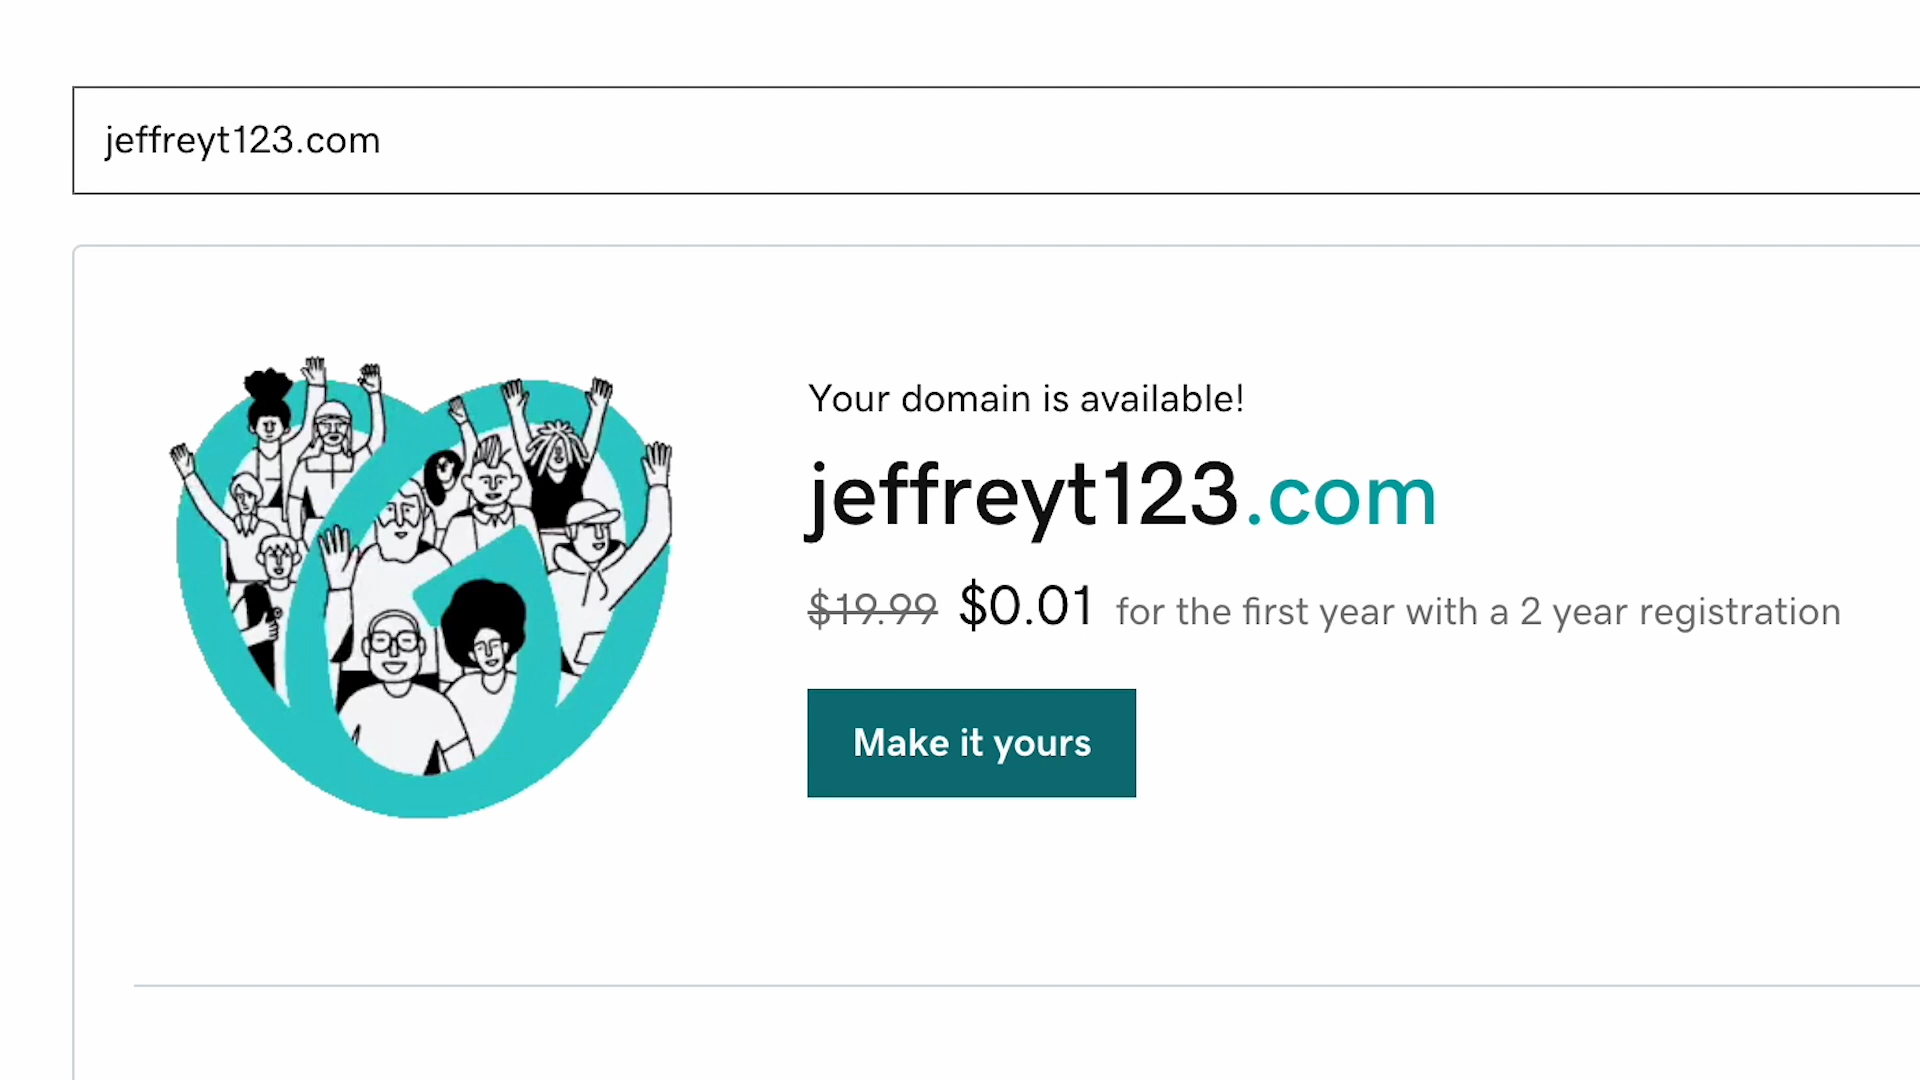 jeffreyt123.com
Your domain is available!
jeffreyt123.com
$19.99 $0.01 for the first year with a 2 year registration
Make it yours